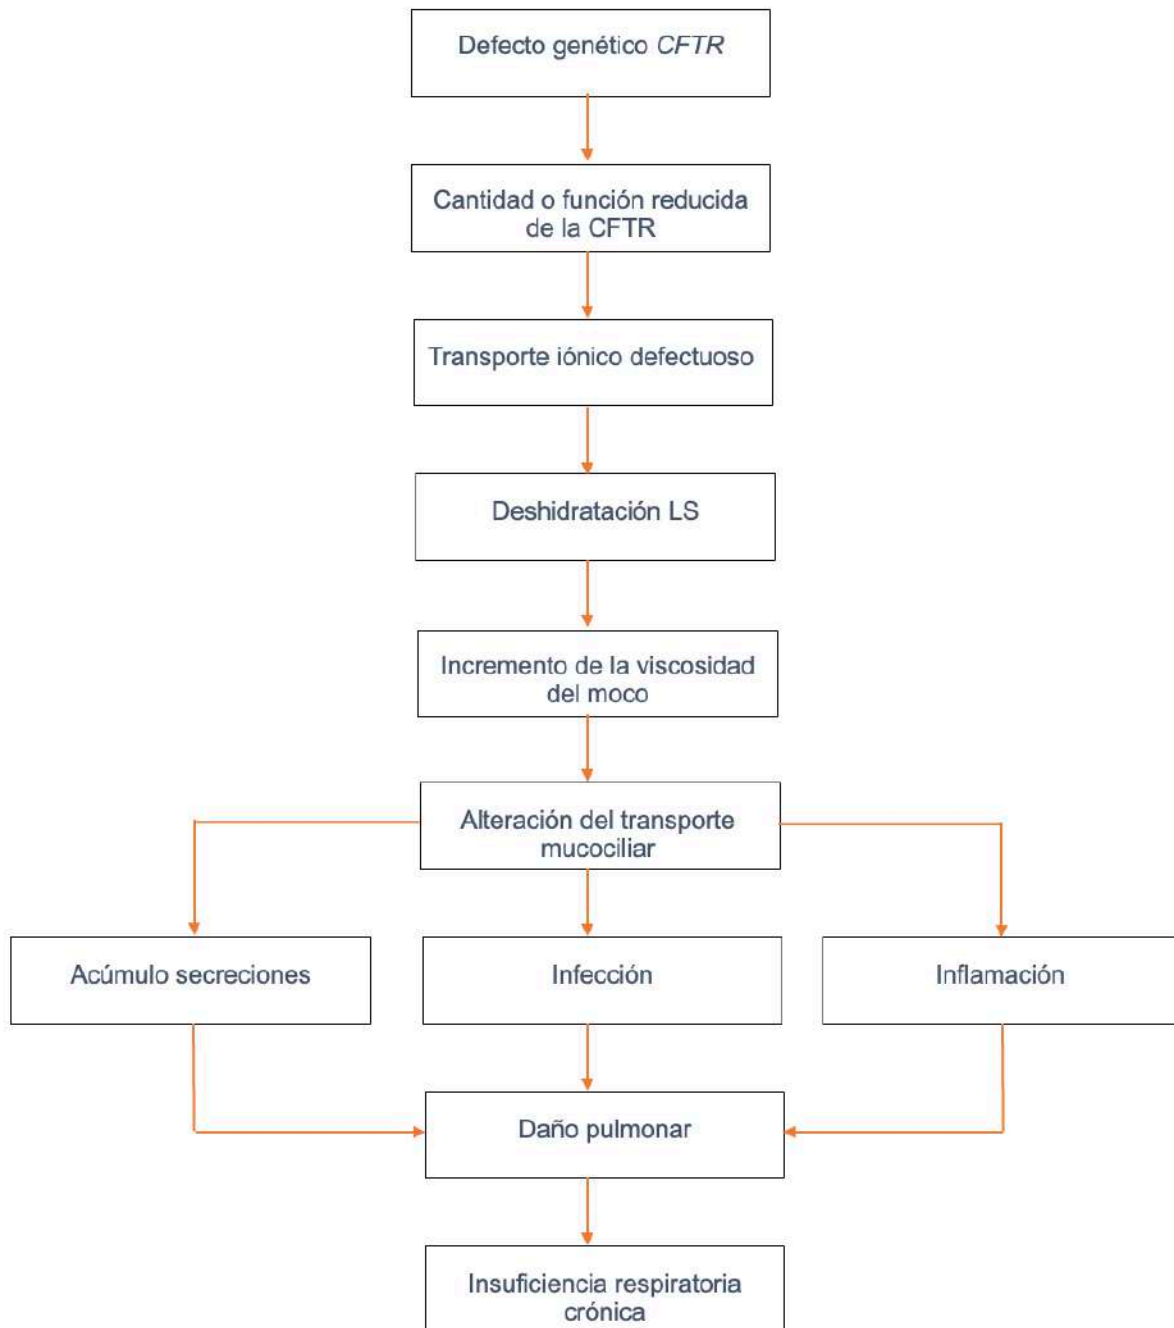 Defecto genético CFTR
Cantidad o función reducida
de la CFTR
Transporte iónico defectuoso
Deshidratación LS
Incremento de la viscosidad
del moco
Alteración del transporte
mucociliar
Acúmulo secreciones
Infección
Inflamación
Daño pulmonar
Insuficiencia respiratoria
crónica